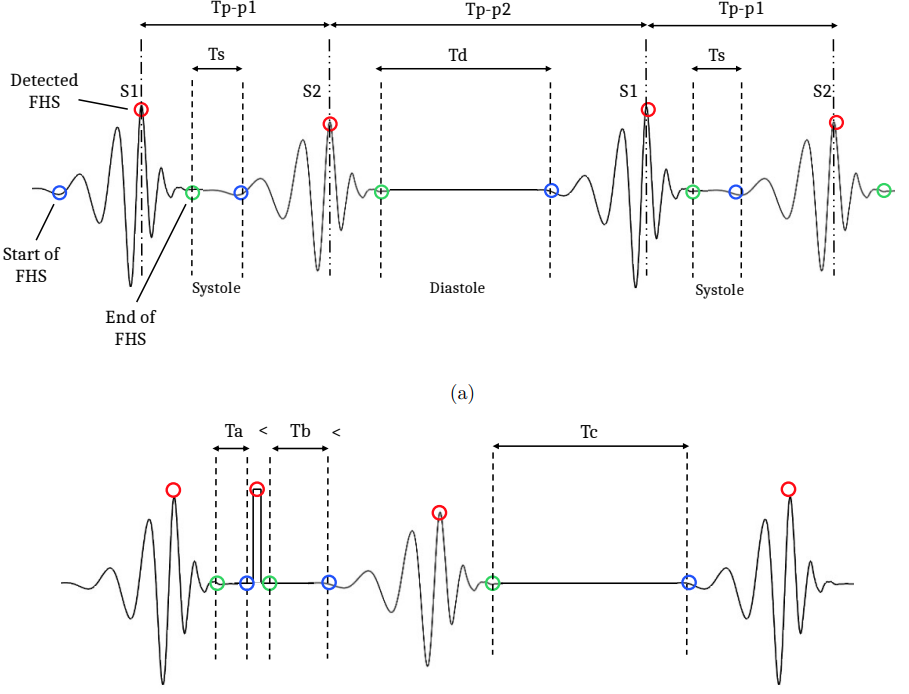 Tp-p1 Tp-p2 Tp-p1
Ts Td Ts
Detected
FHS
S1 S2 S1 S2
Start of
FHS
Systole Diastole Systole
End of
FHS
(a)
Ta < Tb < Tc